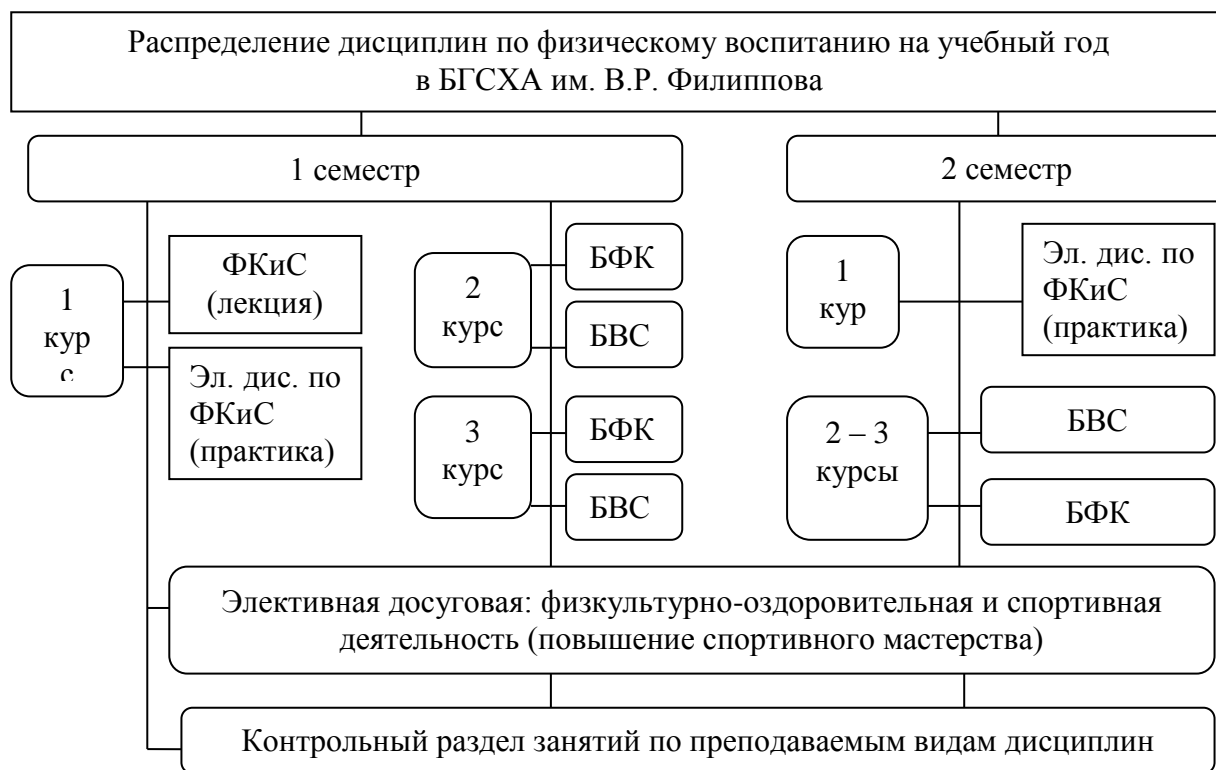 Распределение дисциплин по физическому воспитанию на учебный год
в БГСХА им. В.Р. Филиппова
1 семестр
2 семестр
1
кур
с
ФКиС
(лекция)
Эл. дис. по
ФКиС
(практика)
2
курс
БФК
БВС
3
курс
БФК
БВС
1
кур
Эл. дис. по
ФКиС
(практика)
2 – 3
курсы
БВС
БФК
Элективная досуговая: физкультурно-оздоровительная и спортивная
деятельность (повышение спортивного мастерства)
Контрольный раздел занятий по преподаваемым видам дисциплин